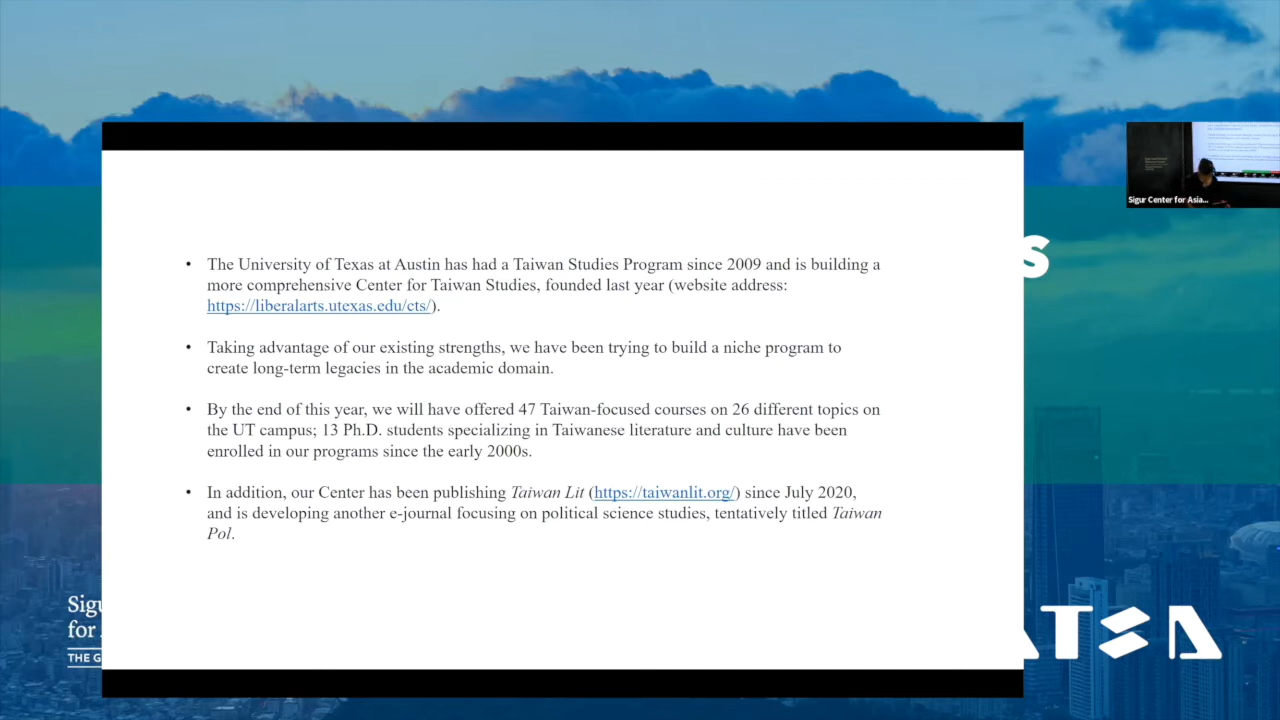 • The University of Texas at Austin has had a Taiwan Studies Program since 2009 and is building a
more comprehensive Center for Taiwan Studies, founded last year (website address:
https://liberalarts.utexas.edu/cts/).
• Taking advantage of our existing strengths, we have been trying to build a niche program to
create long-term legacies in the academic domain.
• By the end of this year, we will have offered 47 Taiwan-focused courses on 26 different topics on
the UT campus; 13 Ph.D. students specializing in Taiwanese literature and culture have been
enrolled in our programs since the early 2000s.
• In addition, our Center has been publishing Taiwan Lit (https://taiwanlit.org/) since July 2020,
and is developing another e-journal focusing on political science studies, tentatively titled Taiwan
Pol.
Sigur Center for Asia...
s
Sigu
for
THE G